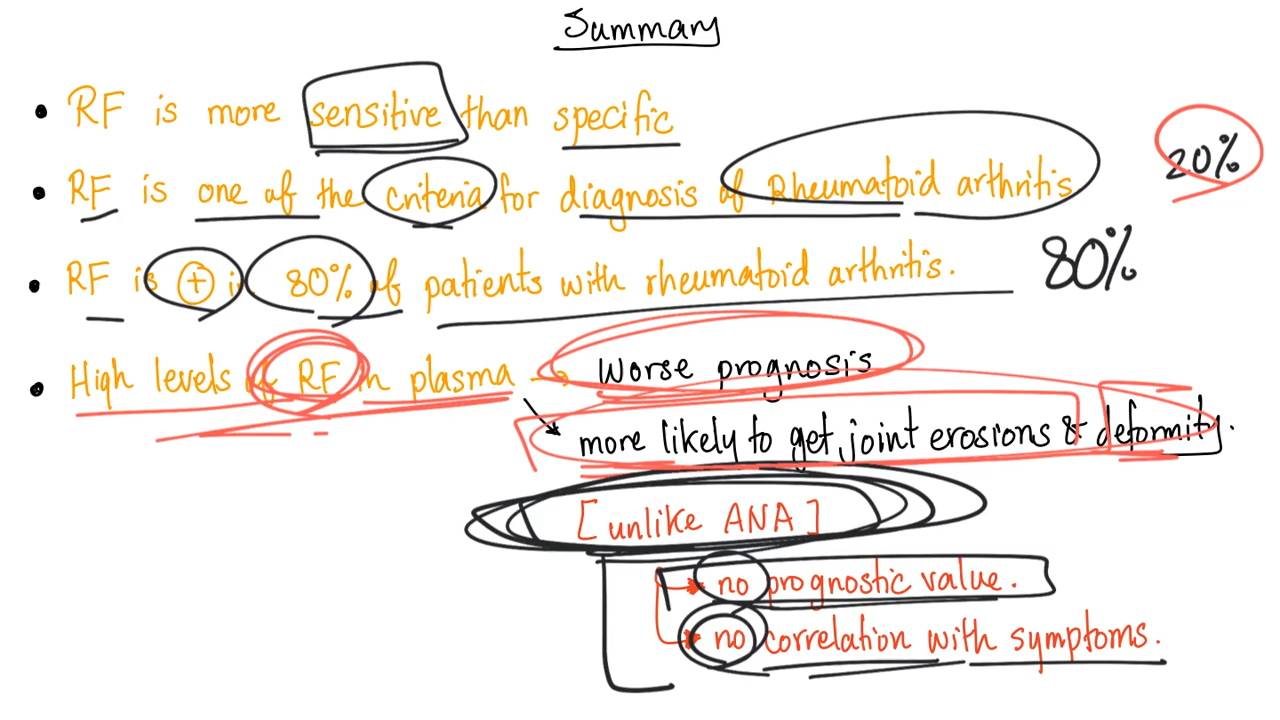 Summary
• RF is more sensitive than specific
20%
• RF is one of the criteria for diagnosis of Rheumatoid arthritis
• RF is + in 80% of patients with rheumatoid arthritis.
80%
• High levels of RF in plasma → Worse prognosis
more likely to get joint erosions & deformity.
[unlike ANA]
no prognostic value.
no correlation with symptoms.